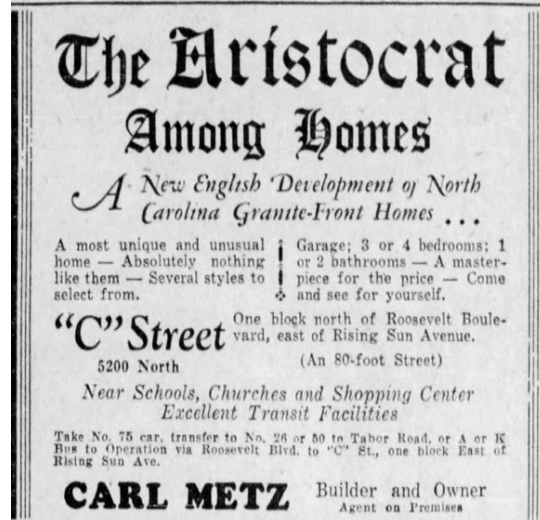 The Aristocrat
Among Homes
A New English Development of North
Carolina Granite-Front Homes ...
A most unique and unusual
home — Absolutely nothing
like them — Several styles to
select from.
Garage; 3 or 4 bedrooms; 1
or 2 bathrooms — A master-
piece for the price — Come
and see for yourself.
"C" Street
5200 North
One block north of Roosevelt Boule-
vard, east of Rising Sun Avenue.
(An 80-foot Street)
Near Schools, Churches and Shopping Center
Excellent Transit Facilities
Take No. 75 car, transfer to No. 26 or 50 to Tabor Road, or A or K
Bus to Operation via Roosevelt Blvd. to "C" St., one block East of
Rising Sun Ave.
CARL METZ
Builder and Owner
Agent on Premises